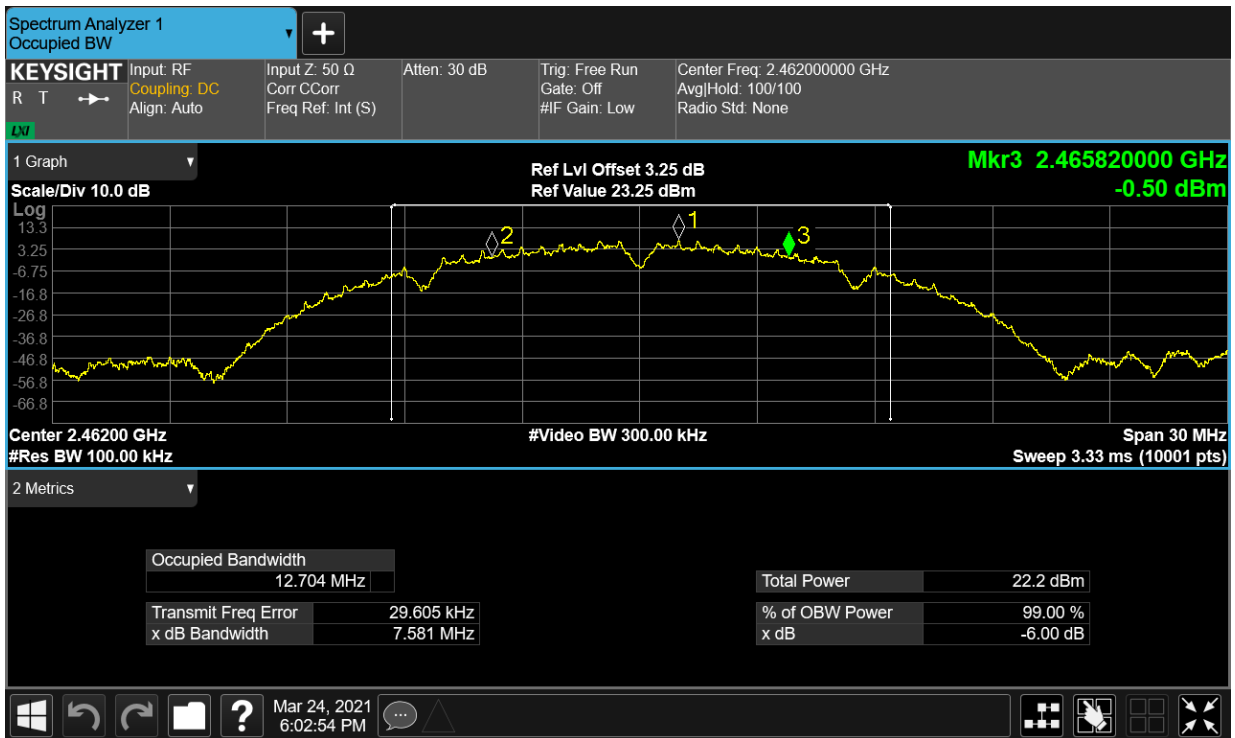 Spectrum Analyzer 1
Occupied BW
▼
+
KEYSIGHT
R T
LXI
Input: RF
Coupling: DC
Align: Auto
Input Z: 50 Ω
Corr CCorr
Freq Ref: Int (S)
Atten: 30 dB
Trig: Free Run
Gate: Off
#IF Gain: Low
Center Freq: 2.462000000 GHz
Avg|Hold: 100/100
Radio Std: None
1 Graph ▼
Scale/Div 10.0 dB
Ref Lvl Offset 3.25 dB
Ref Value 23.25 dBm
Mkr3 2.465820000 GHz
-0.50 dBm
Log
13.3
3.25
-6.75
-16.8
-26.8
-36.8
-46.8
-56.8
-66.8
2
1
3
Center 2.46200 GHz
#Video BW 300.00 kHz
Span 30 MHz
#Res BW 100.00 kHz
Sweep 3.33 ms (10001 pts)
2 Metrics ▼
Occupied Bandwidth
12.704 MHz
Total Power 22.2 dBm
Transmit Freq Error 29.605 kHz
% of OBW Power 99.00 %
x dB Bandwidth 7.581 MHz
x dB -6.00 dB
?
Mar 24, 2021
6:02:54 PM